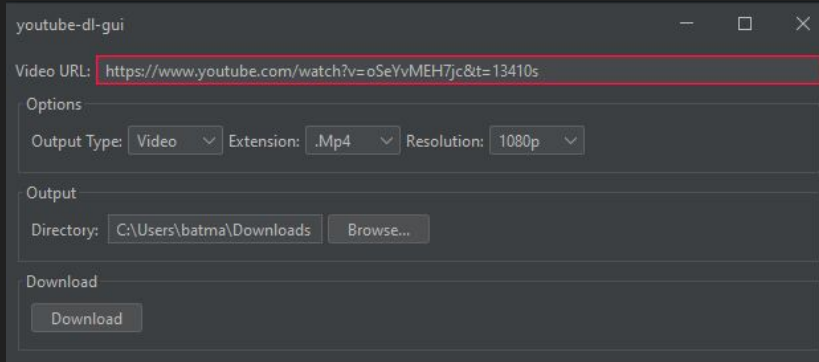 youtube-dl-gui
Video URL: https://www.youtube.com/watch?v=oSeYvMEH7jc&t=13410s
Options
Output Type: Video Extension: .Mp4 Resolution: 1080p
Output
Directory: C:\Users\batma\Downloads Browse...
Download
Download